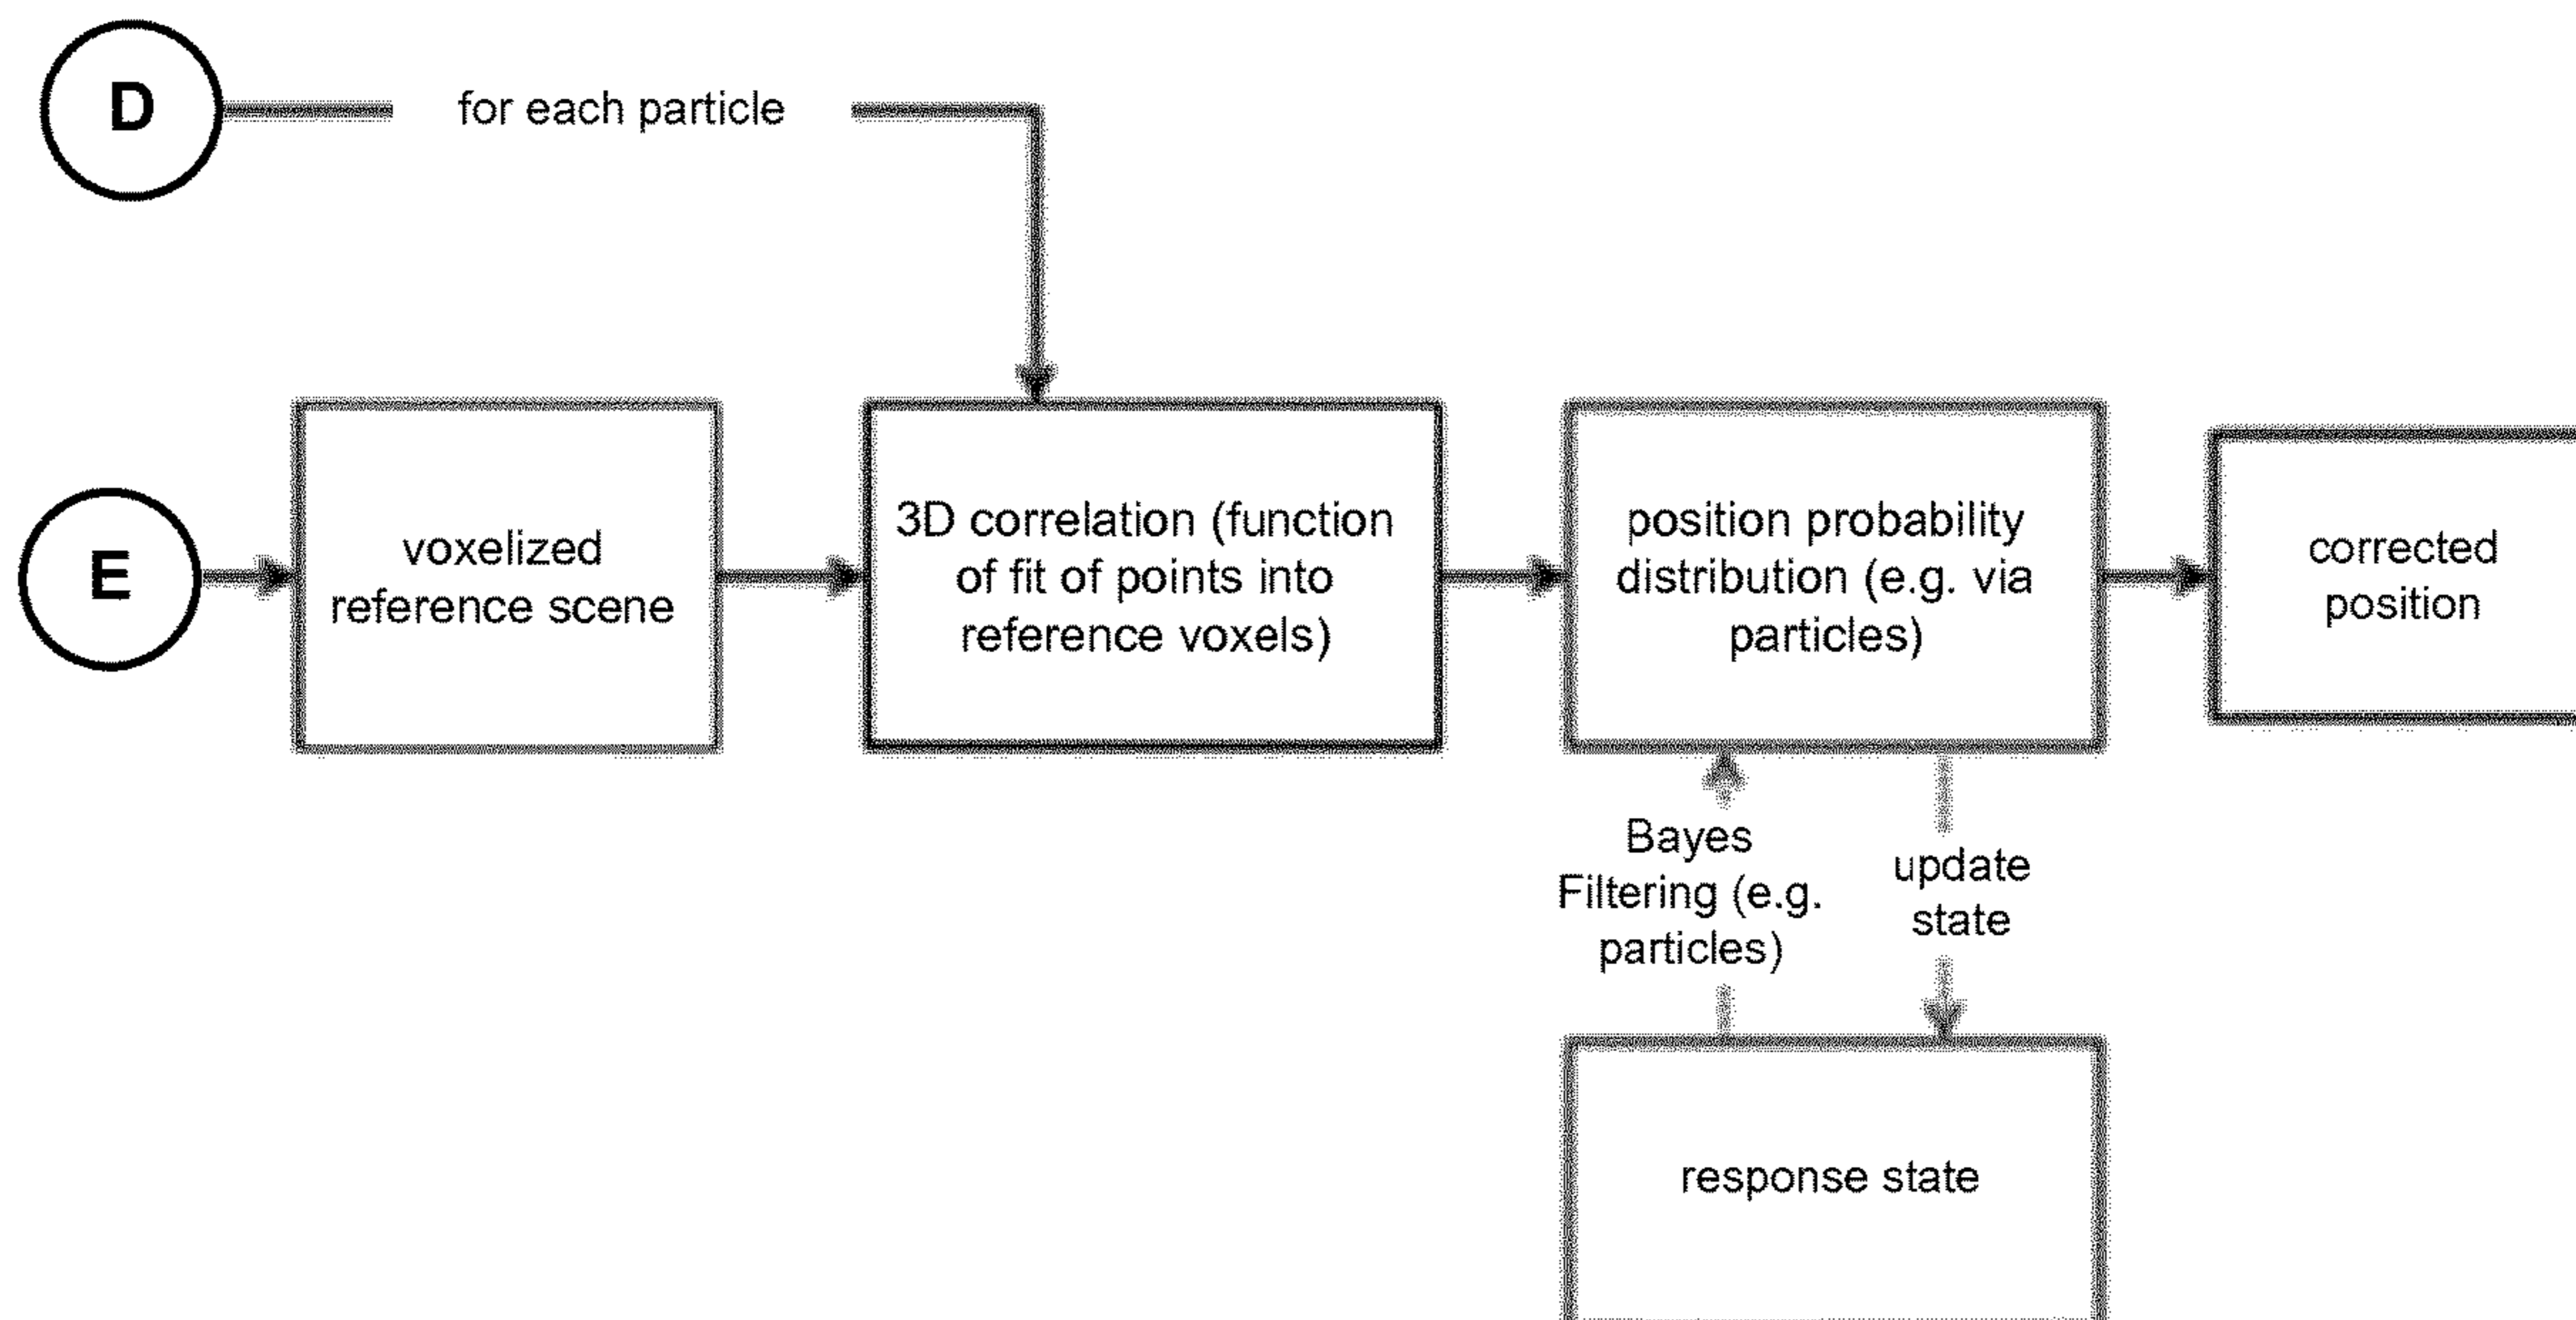 D
for each particle
E
voxelized
reference scene
3D correlation (function
of fit of points into
reference voxels)
position probability
distribution (e.g. via
particles)
corrected
position
Bayes
Filtering (e.g.
particles)
update
state
response state